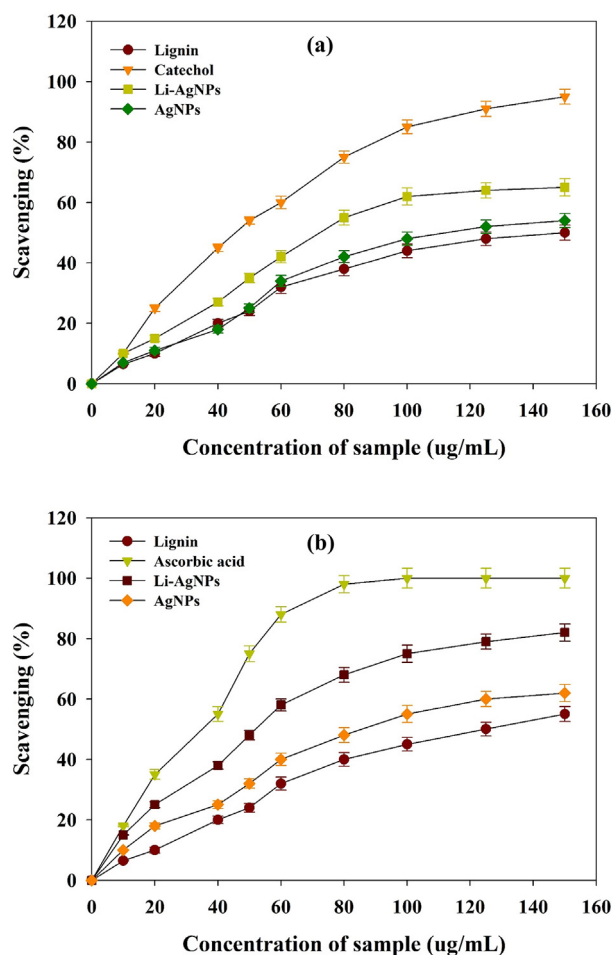 (a)
Lignin
Catechol
Li-AgNPs
AgNPs
Scavenging (%)
120
100
80
60
40
20
0
0 20 40 60 80 100 120 140 160
Concentration of sample (ug/mL)
(b)
Lignin
Ascorbic acid
Li-AgNPs
AgNPs
Scavenging (%)
120
100
80
60
40
20
0
0 20 40 60 80 100 120 140 160
Concentration of sample (ug/mL)